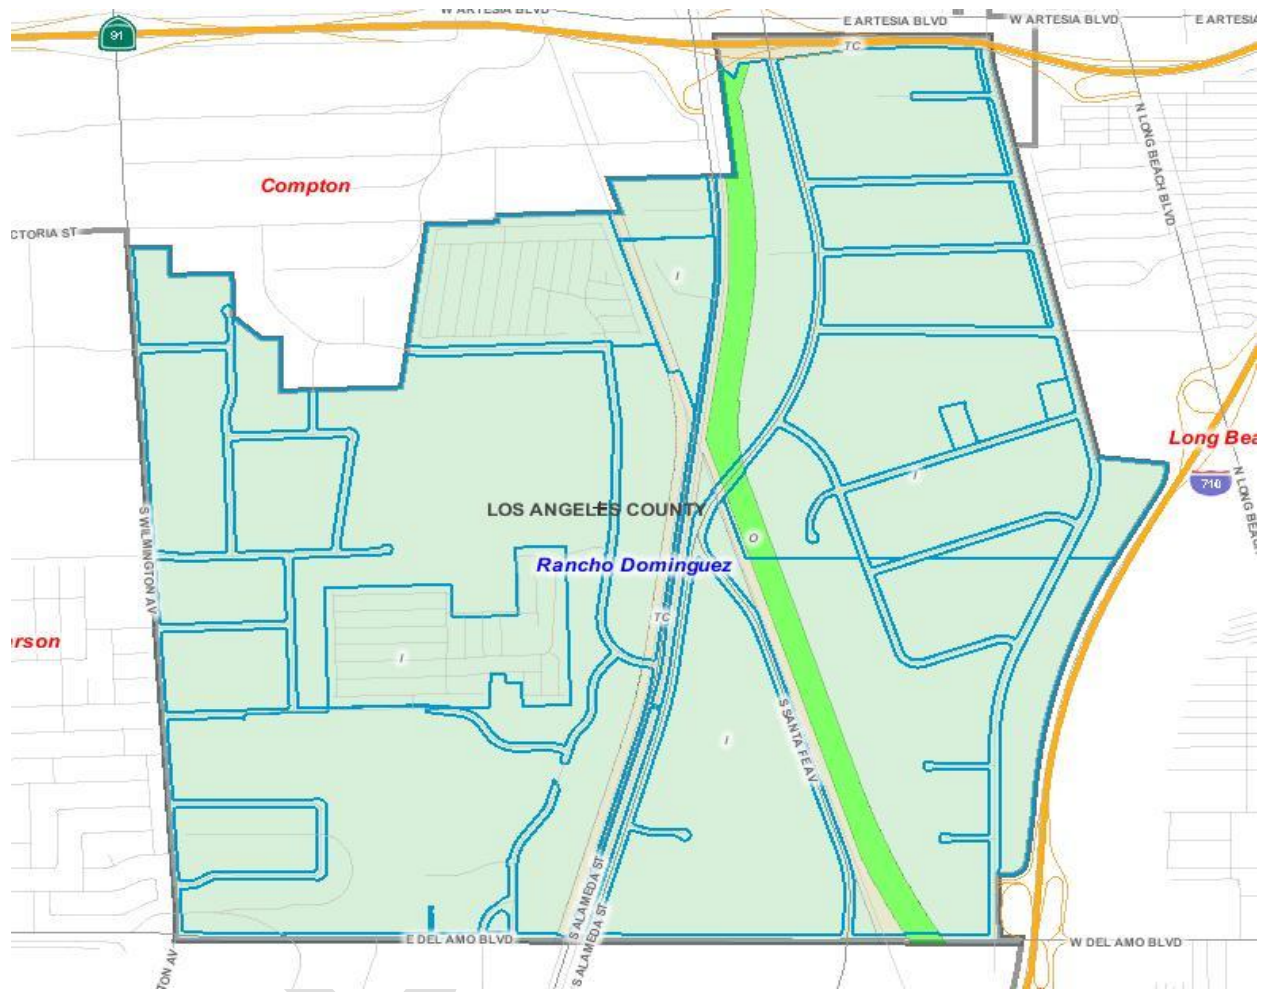 W ARTESIA BLVD
E ARTESIA BLVD
W ARTESIA BLVD
E ARTESIA
91
TC
N LONG BEACH BLVD
Compton
CTORIA ST
I
Long Bea
I
710
N LONG BEAC
LOS ANGELES COUNTY
S WILMINGTON AV
O
Rancho Dominguez
TC
rson
I
S SANTA FE AV
I
S ALAMEDA ST
S ALAMEDA ST
E DEL AMO BLVD
W DEL AMO BLVD
TON AV